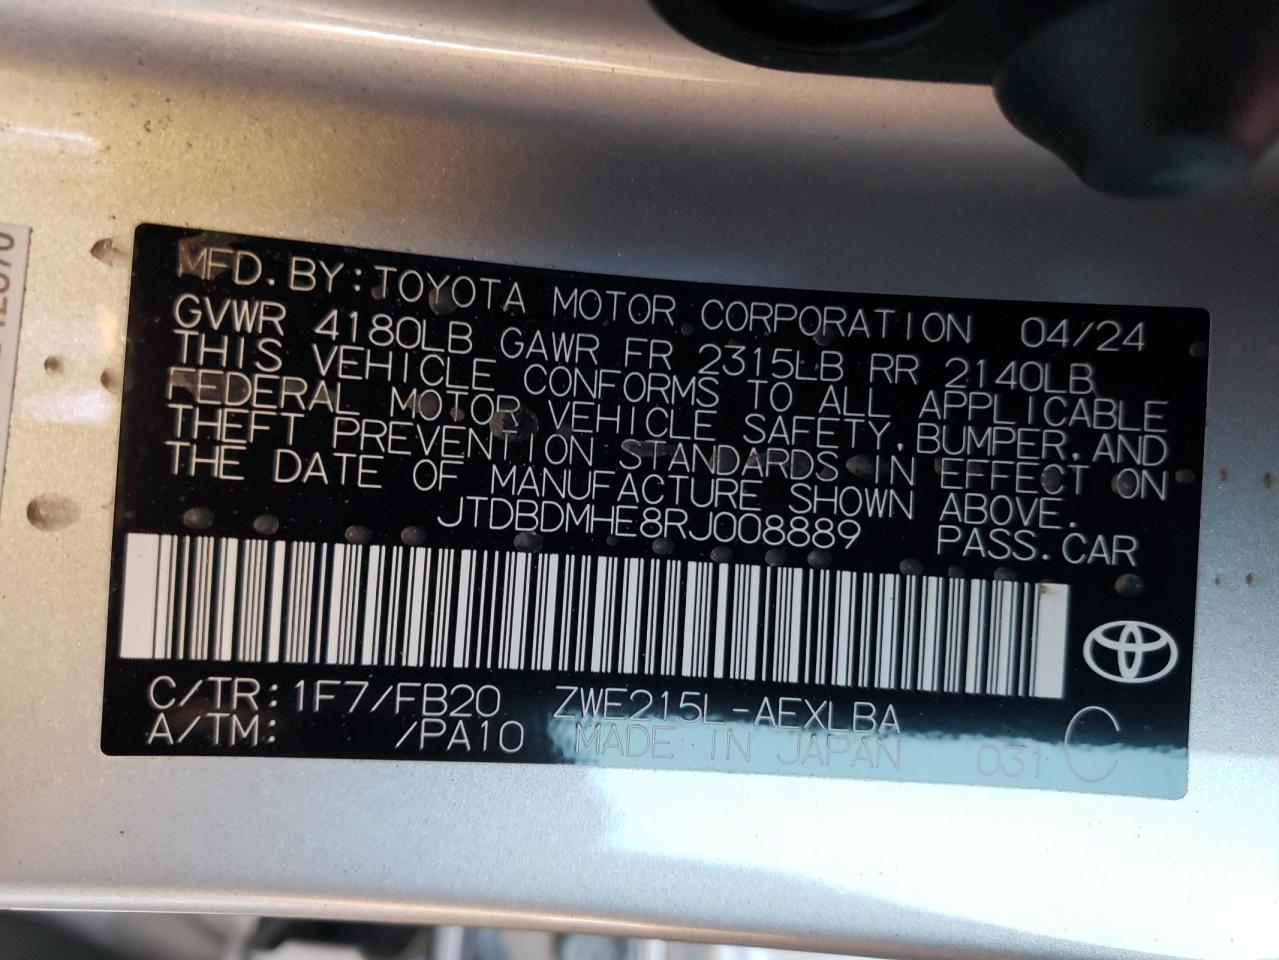 MFD.BY:TOYOTA MOTOR CORPORATION 04/24
GVWR 4180LB GAWR FR 2315LB RR 2140LB
THIS VEHICLE CONFORMS TO ALL APPLICABLE
FEDERAL MOTOR VEHICLE SAFETY,BUMPER,AND
THEFT PREVENTION STANDARDS IN EFFECT ON
THE DATE OF MANUFACTURE SHOWN ABOVE.
JTDBDMHE8RJ008889 PASS.CAR
C/TR:1F7/FB20 ZWE215L-AEXLBA C
A/TM: /PA10 MADE IN JAPAN 031